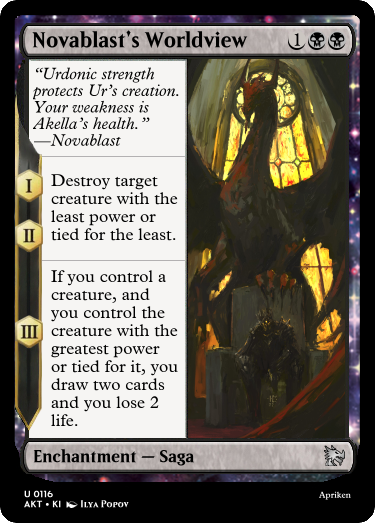 Novablast's Worldview 1
“Urdonic strength
protects Ur's creation.
Your weakness is
Akella's health.”
—Novablast
I
II
Destroy target
creature with the
least power or
tied for the least.
III
If you control a
creature, and
you control the
creature with the
greatest power
or tied for it, you
draw two cards
and you lose 2
life.
Enchantment — Saga
U 0116
AKT • KI Ilya Popov
Apriken